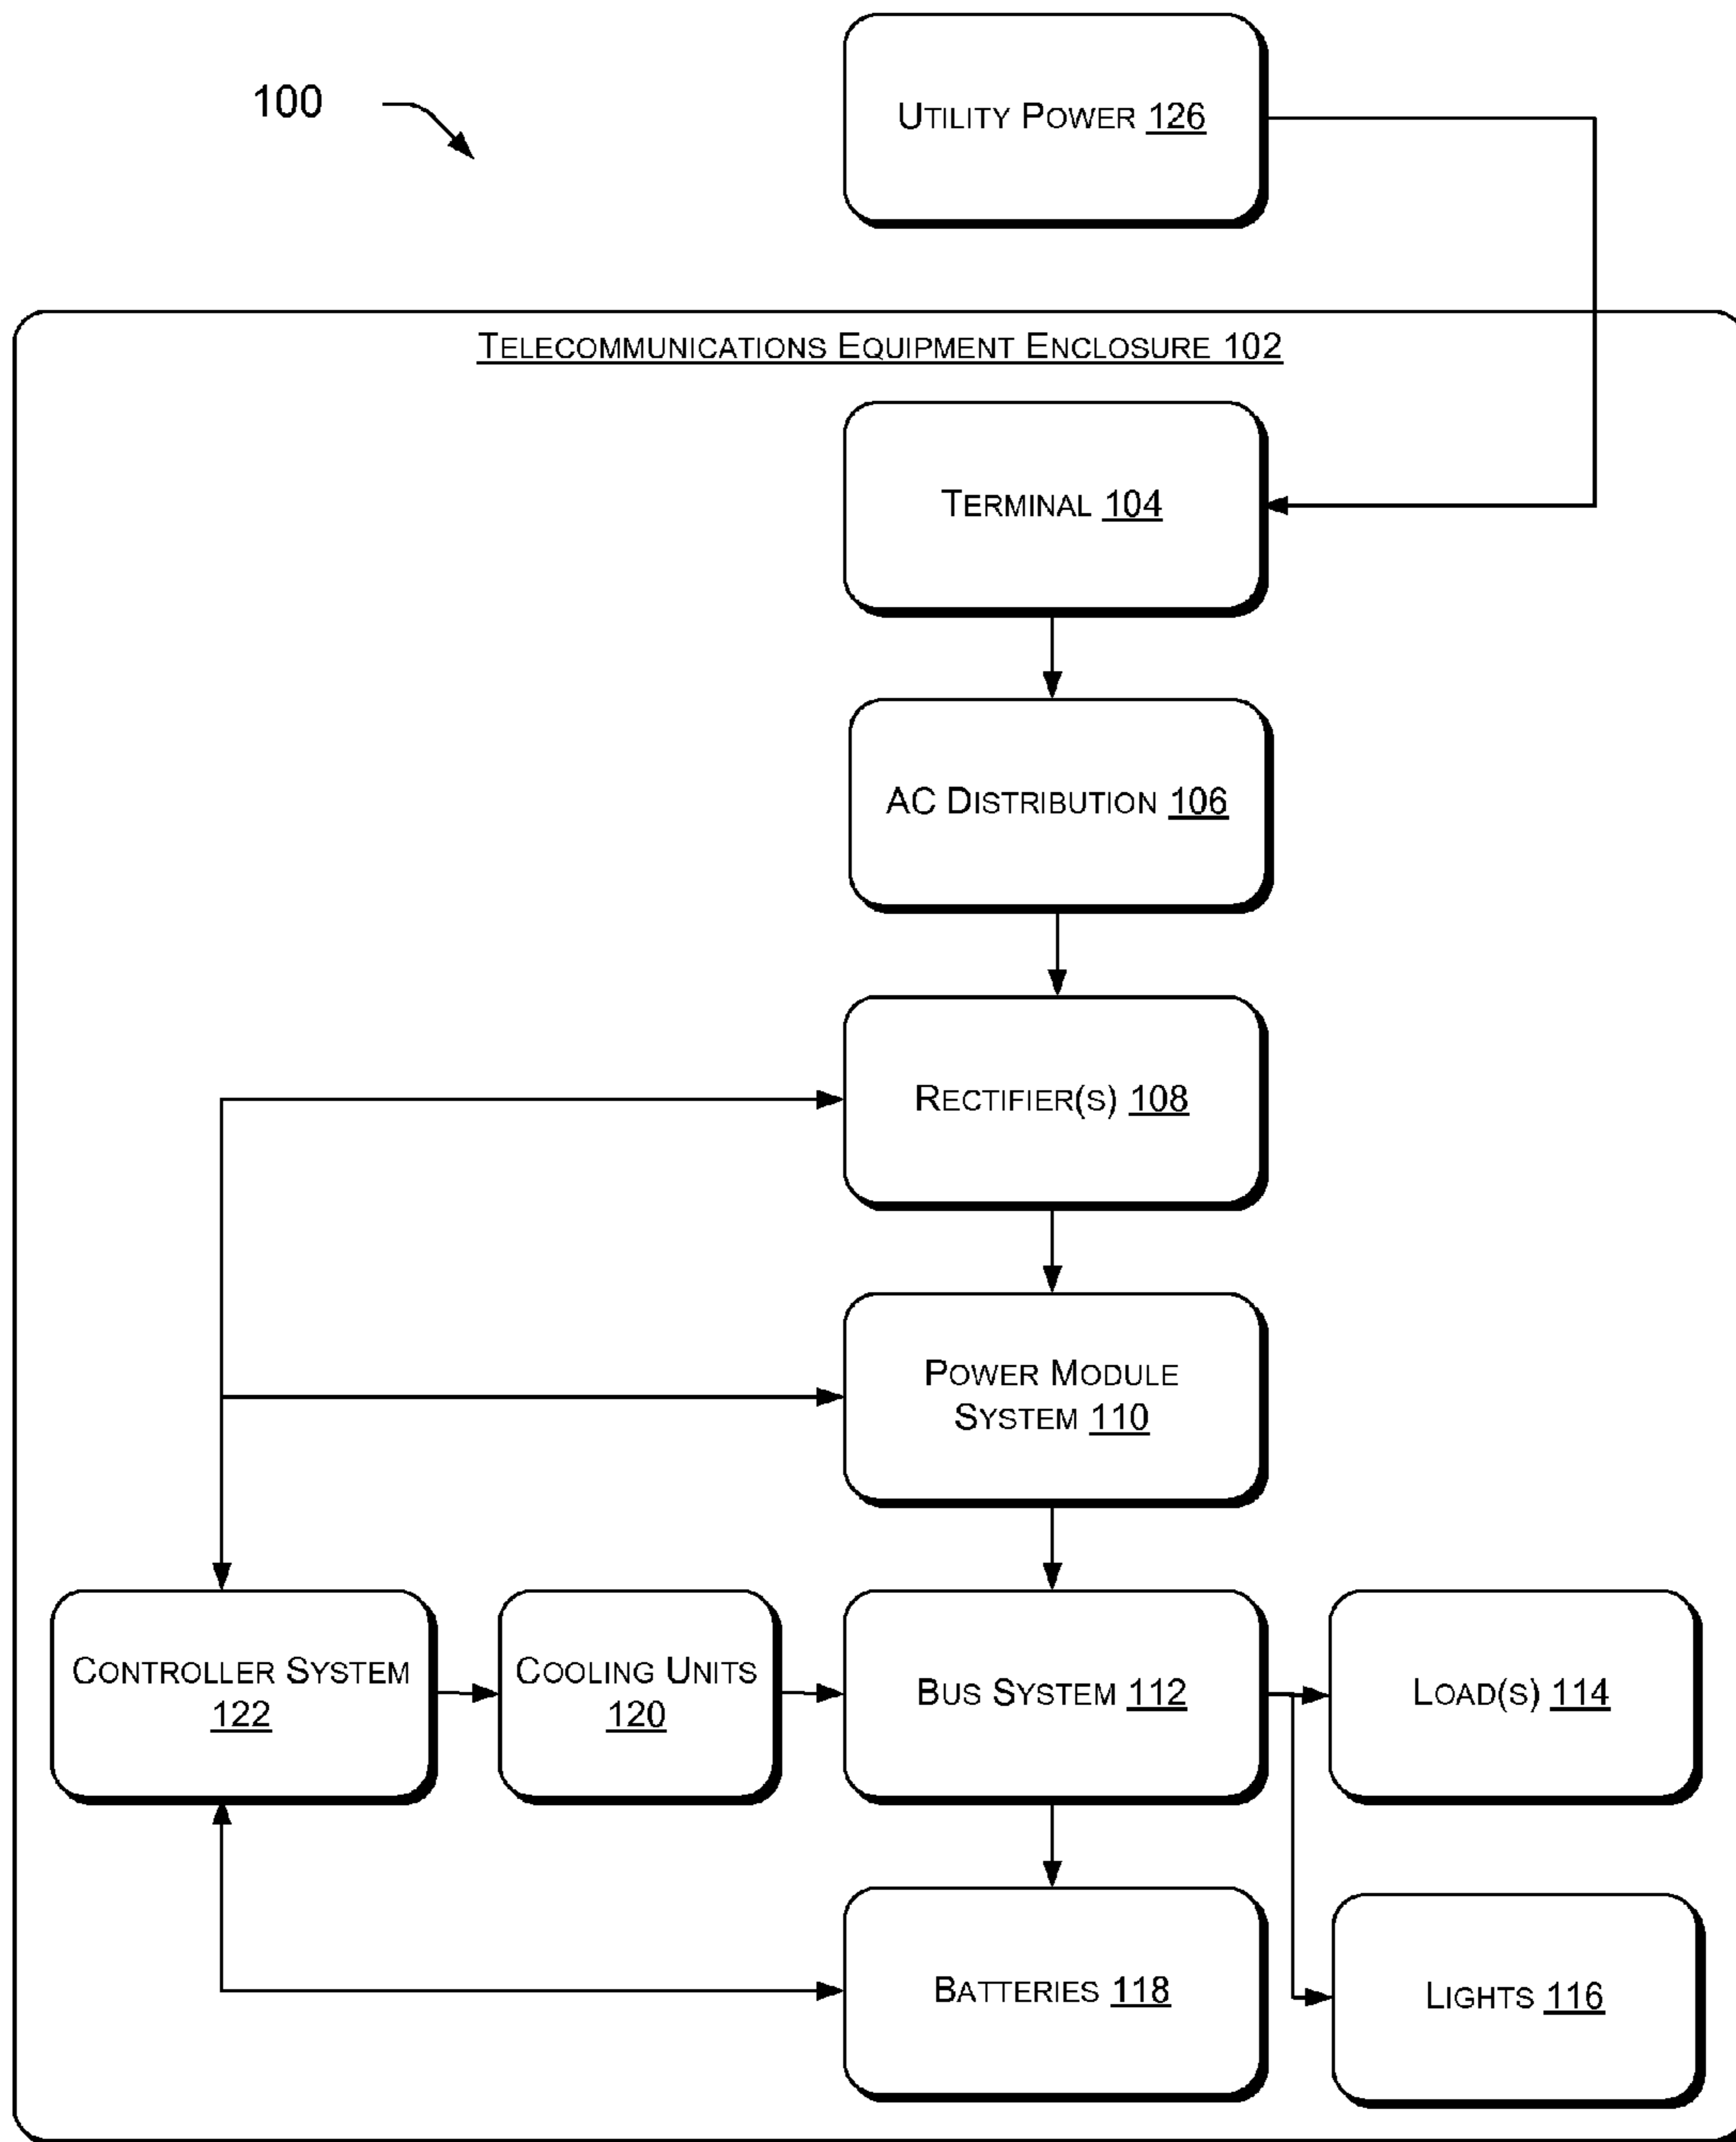 100
UTILITY POWER 126
TELECOMMUNICATIONS EQUIPMENT ENCLOSURE 102
TERMINAL 104
AC DISTRIBUTION 106
RECTIFIER(S) 108
POWER MODULE
SYSTEM 110
CONTROLLER SYSTEM
122
COOLING UNITS
120
BUS SYSTEM 112
LOAD(S) 114
BATTERIES 118
LIGHTS 116